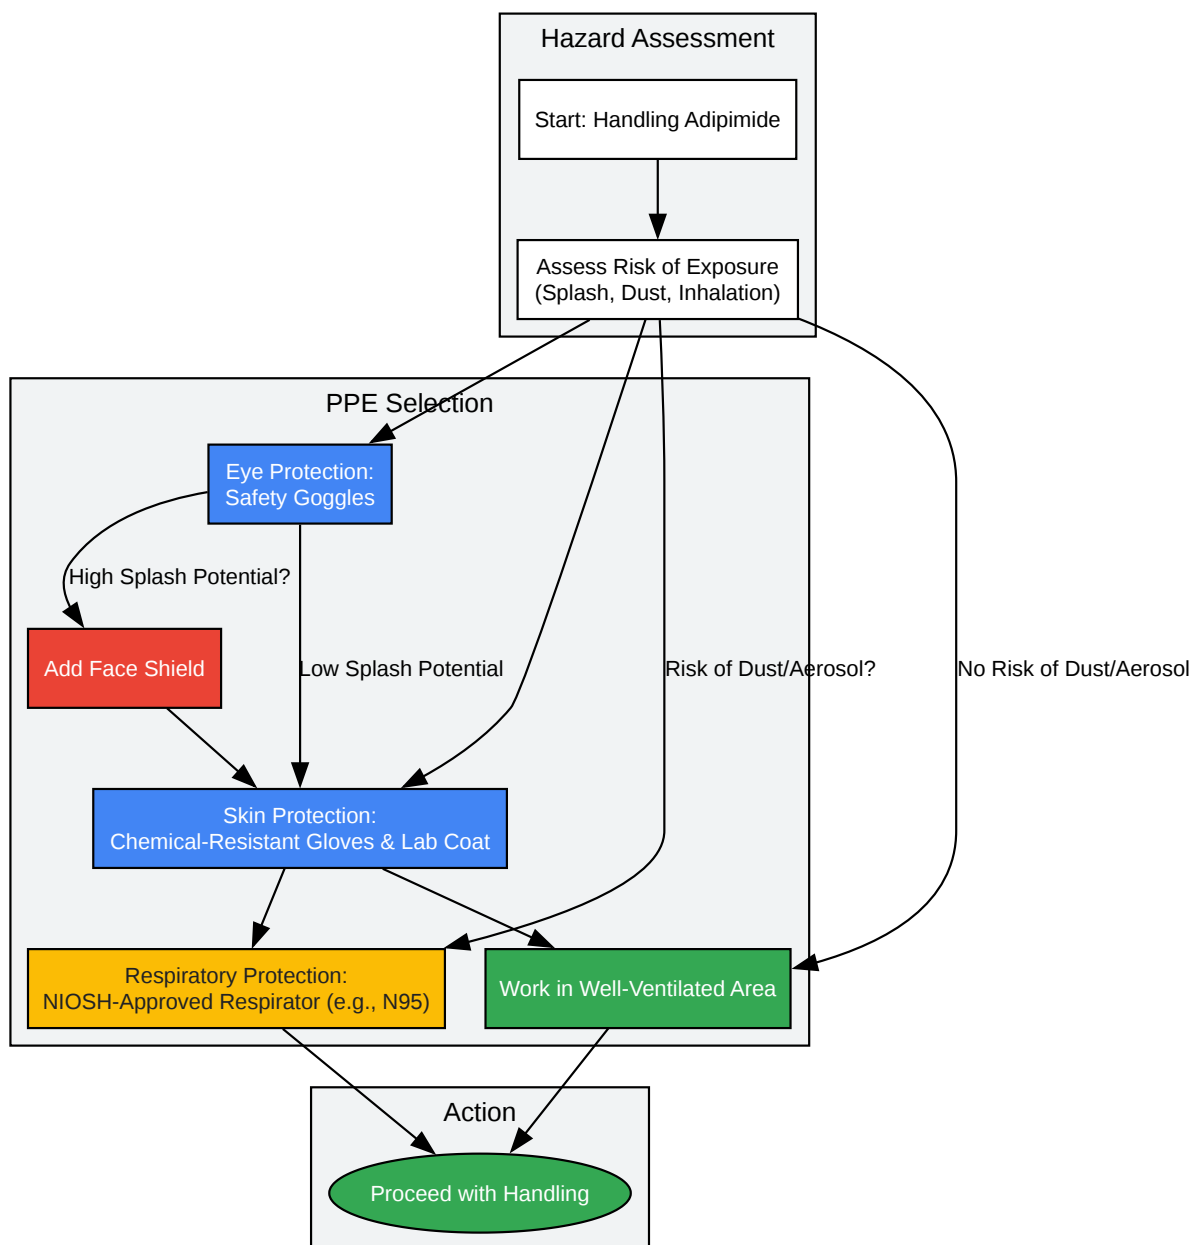 Hazard Assessment
Start: Handling Adipimide
Assess Risk of Exposure
(Splash, Dust, Inhalation)
PPE Selection
Eye Protection:
Safety Goggles
High Splash Potential?
Add Face Shield
Low Splash Potential
Risk of Dust/Aerosol?
No Risk of Dust/Aerosol
Skin Protection:
Chemical-Resistant Gloves & Lab Coat
Respiratory Protection:
NIOSH-Approved Respirator (e.g., N95)
Work in Well-Ventilated Area
Action
Proceed with Handling